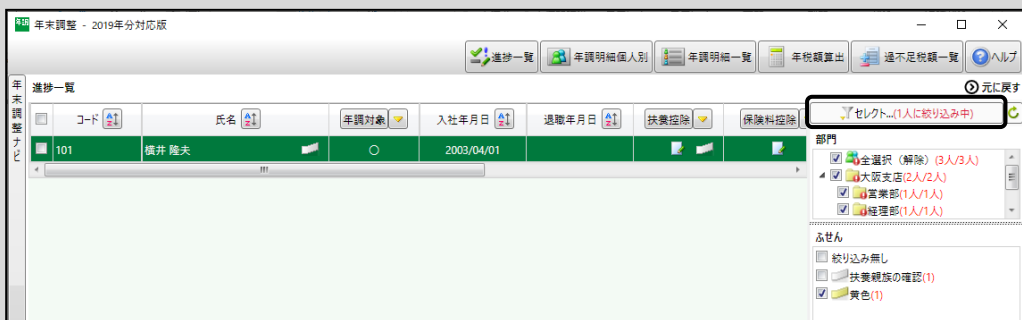 年調 年末調整 - 2019年分対応版
進捗一覧 年調明細個人別 年調明細一覧 年税額算出 過不足税額一覧 ヘルプ
年末調整ナビ
進捗一覧 元に戻す
コード 氏名 年調対象 入社年月日 退職年月日 扶養控除 保険料控除
101 横井 隆夫 ○ 2003/04/01
セレクト...(1人に絞り込み中)
部門
全選択（解除）(3人/3人)
大阪支店(2人/2人)
営業部(1人/1人)
経理部(1人/1人)
ふせん
絞り込み無し
扶養親族の確認(1)
黄色(1)